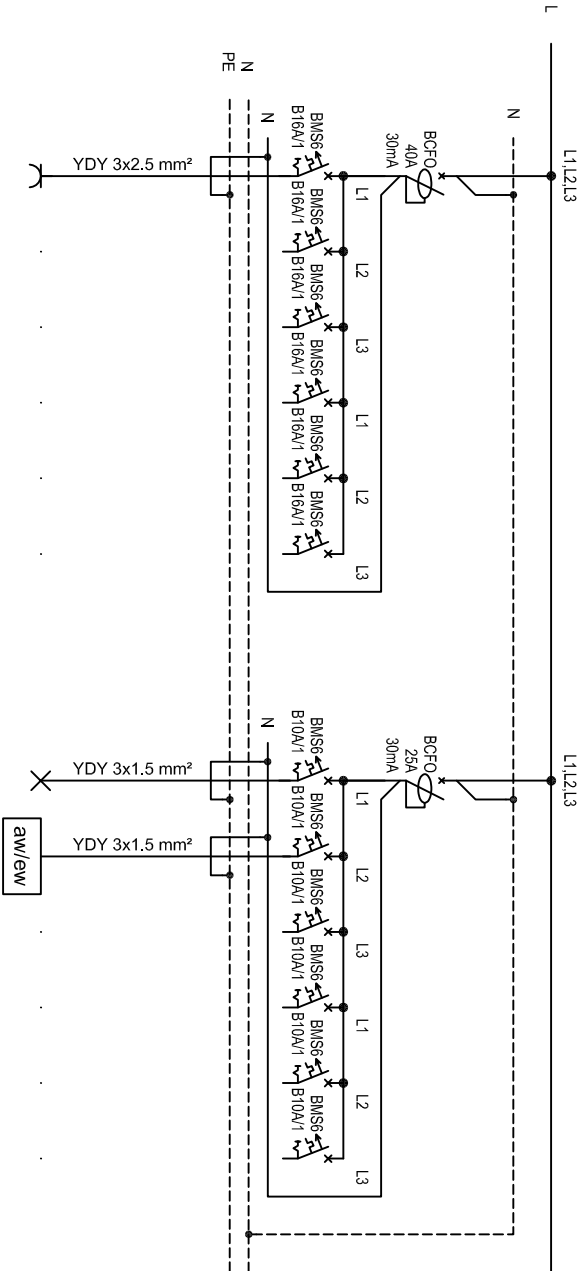 L
L1,L2,L3
L1,L2,L3
N
BCFO
40A
30mA
BCFO
25A
30mA
L1
L2
L3
L1
L2
L3
L1
L2
L3
L1
L2
L3
BMS6
B16A/1
BMS6
B16A/1
BMS6
B16A/1
BMS6
B16A/1
BMS6
B16A/1
BMS6
B16A/1
BMS6
B10A/1
BMS6
B10A/1
BMS6
B10A/1
BMS6
B10A/1
BMS6
B10A/1
BMS6
B10A/1
N
N
N
PE
YDY 3x2.5 mm²
YDY 3x1.5 mm²
YDY 3x1.5 mm²
aw/ew